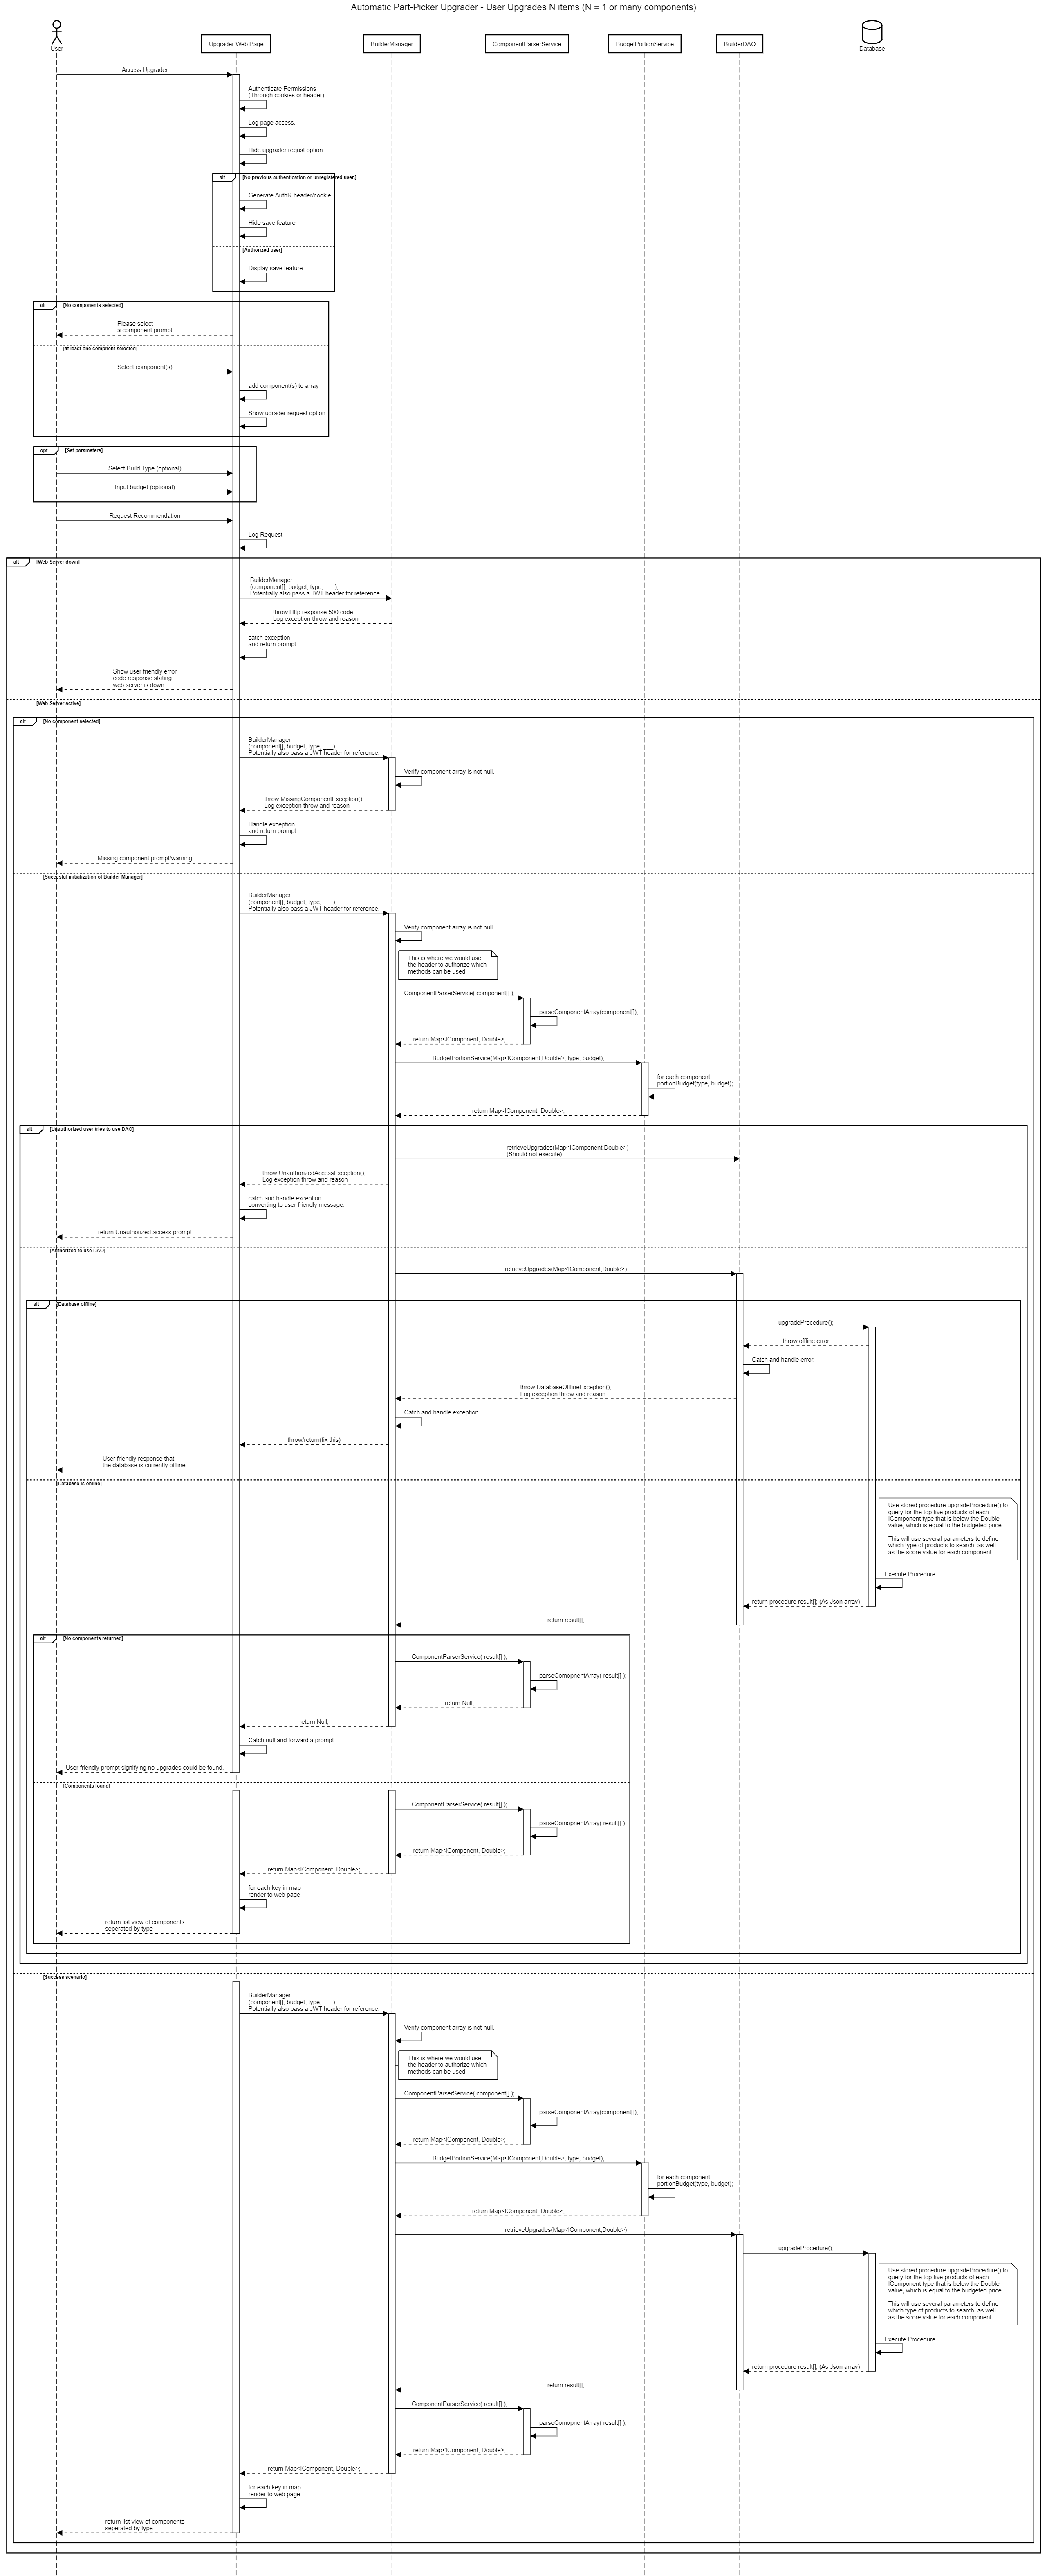 Automatic Part-Picker Upgrader - User Upgrades N items (N = 1 or many components)
User
Upgrader Web Page
BuilderManager
ComponentParserService
BudgetPortionService
BuilderDAO
Database
Access Upgrader
Authenticate Permissions
(Through cookies or header)
Log page access
Hide upgrader requst option
alt
[No previous authentication or unregistered user.]
Generate AuthR header/cookie
Hide save feature
[Authorized user]
Display save feature
alt
[No components selected]
Please select
a component prompt
[at least one compnent selected]
Select component(s)
add component(s) to array
Show ugrader request option
opt
[Set parameters]
Select Build Type (optional)
Input budget (optional)
Request Recommendation
Log Request
alt
[Web Server down]
BuilderManager
(component[], budget, type, ___);
Potentially also pass a JWT header for reference
throw Http response 500 code;
Log exception throw and reason
catch exception
and return prompt
Show user friendly error
code response stating
web server is down
[Web Server active]
alt
[No component selected]
BuilderManager
(component[], budget, type, ___);
Potentially also pass a JWT header for reference
Verify component array is not null.
throw MissingComponentException();
Log exception throw and reason
Handle exception
and return prompt
Missing component prompt/warning
[Succesful initialization of Builder Manager]
BuilderManager
(component[], budget, type, ___);
Potentially also pass a JWT header for reference
Verify component array is not null.
This is where we would use
the header to authorize which
methods can be used.
ComponentParserService( component[] );
parseComponentArray(component[]);
return Map<IComponent, Double>;
BudgetPortionService(Map<IComponent,Double>, type, budget);
for each component
portionBudget(type, budget);
return Map<IComponent, Double>;
alt
[Unauthorized user tries to use DAO]
retrieveUpgrades(Map<IComponent,Double>)
(Should not execute)
throw UnauthorizedAccessException();
Log exception throw and reason
catch and handle exception
converting to user friendly message
return Unauthorized access prompt
[Authorized to use DAO]
retrieveUpgrades(Map<IComponent,Double>)
alt
[Database offline]
upgradeProcedure();
throw offline error
Catch and handle error.
throw DatabaseOfflineException();
Log exception throw and reason
Catch and handle exception
throw/return(fix this)
User friendly response that
the database is currently offline.
[Database is online]
Use stored procedure upgradeProcedure() to
query for the top five products of each
IComponent type that is below the Double
value, which is equal to the budgeted price.
This will use several parameters to define
which type of products to search, as well
as the score value for each component.
Execute Procedure
return procedure result[]; (As Json array)
return result[];
alt
[No components returned]
ComponentParserService( result[] );
parseComopnentArray( result[] );
return Null;
return Null;
Catch null and forward a prompt
User friendly prompt signifying no upgrades could be found
[Components found]
ComponentParserService( result[] );
parseComopnentArray( result[] );
return Map<IComponent, Double>;
return Map<IComponent, Double>;
for each key in map
render to web page
return list view of components
seperated by type
[Success scenario]
BuilderManager
(component[], budget, type, ___);
Potentially also pass a JWT header for reference
Verify component array is not null.
This is where we would use
the header to authorize which
methods can be used.
ComponentParserService( component[] );
parseComponentArray(component[]);
return Map<IComponent, Double>;
BudgetPortionService(Map<IComponent,Double>, type, budget);
for each component
portionBudget(type, budget);
return Map<IComponent, Double>;
retrieveUpgrades(Map<IComponent,Double>)
upgradeProcedure();
Use stored procedure upgradeProcedure() to
query for the top five products of each
IComponent type that is below the Double
value, which is equal to the budgeted price.
This will use several parameters to define
which type of products to search, as well
as the score value for each component.
Execute Procedure
return procedure result[]; (As Json array)
return result[];
ComponentParserService( result[] );
parseComopnentArray( result[] );
return Map<IComponent, Double>;
return Map<IComponent, Double>;
for each key in map
render to web page
return list view of components
seperated by type